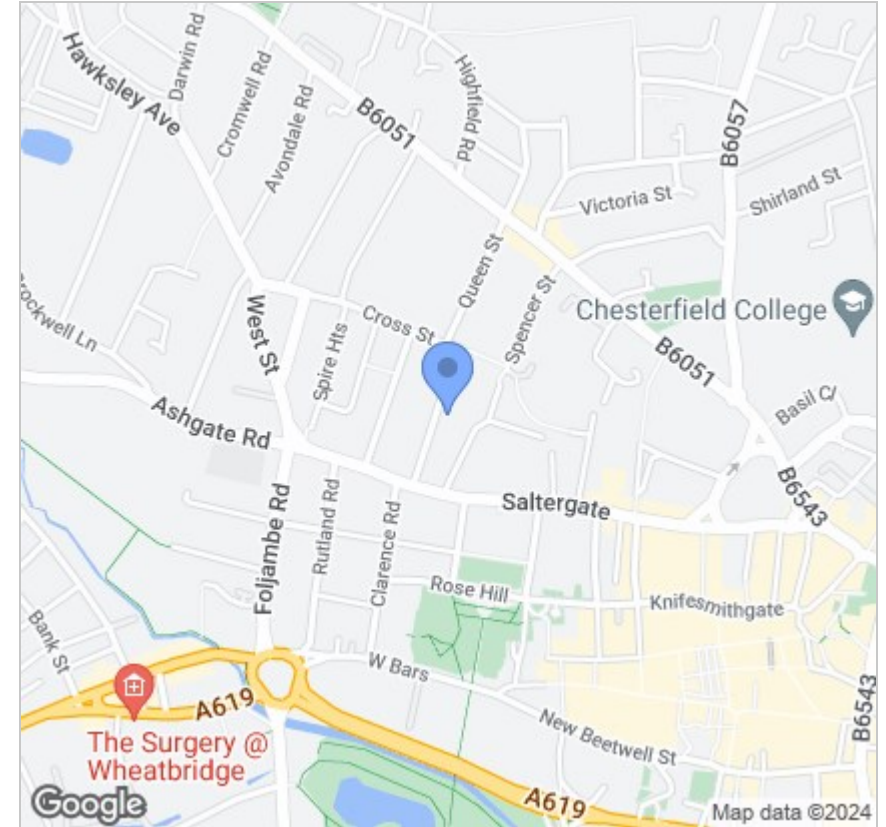 Darwin Rd
Hawksley Ave
Cromwell Rd
Avondale Rd
B6051
Highfield Rd
B6057
Victoria St
Shirland St
Queen St
Spencer St
Chesterfield College
Cross St
West St
Spire Hts
B6051
Basil Cl
Ashgate Rd
Saltergate
B6543
Foljambe Rd
Rutland Rd
Clarence Rd
Rose Hill
Knifesmithgate
Bank St
W Bars
A619
The Surgery @
Wheatbridge
New Beetwell St
B6543
A619
Google
Map data ©2024